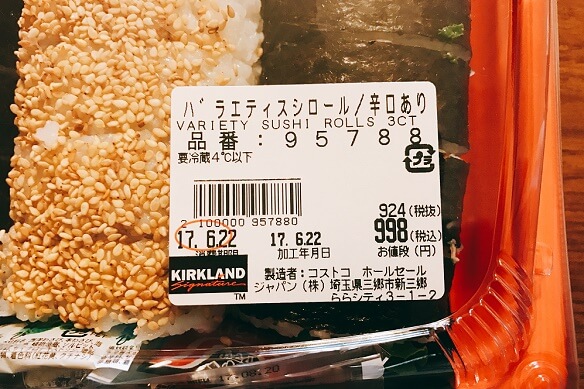 バラエティスシロール/辛口あり
VARIETY SUSHI ROLLS 3CT
品番:95788
プラ
要冷蔵4℃以下
2 100000 957880
924(税抜)
17. 6.22 17. 6.22 998(税込)
消費期限 加工年月日 お値段(円)
KIRKLAND
Signature
TM
製造者:コストコ ホールセール
ジャパン(株)埼玉県三郷市新三郷
ららシティ3-1-2